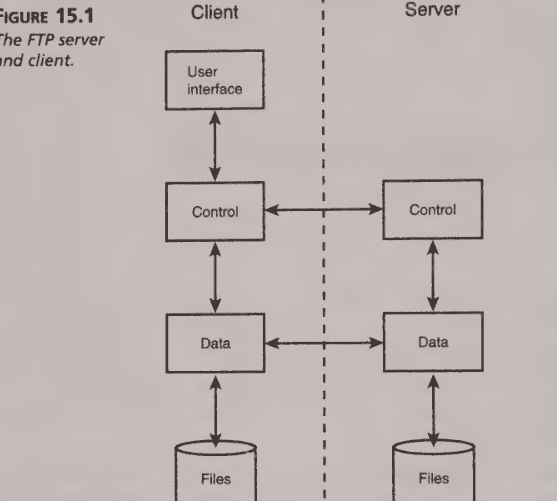 FIGURE 15.1
The FTP server
and client.
Client
Server
User
interface
Control
Control
Data
Data
Files
Files